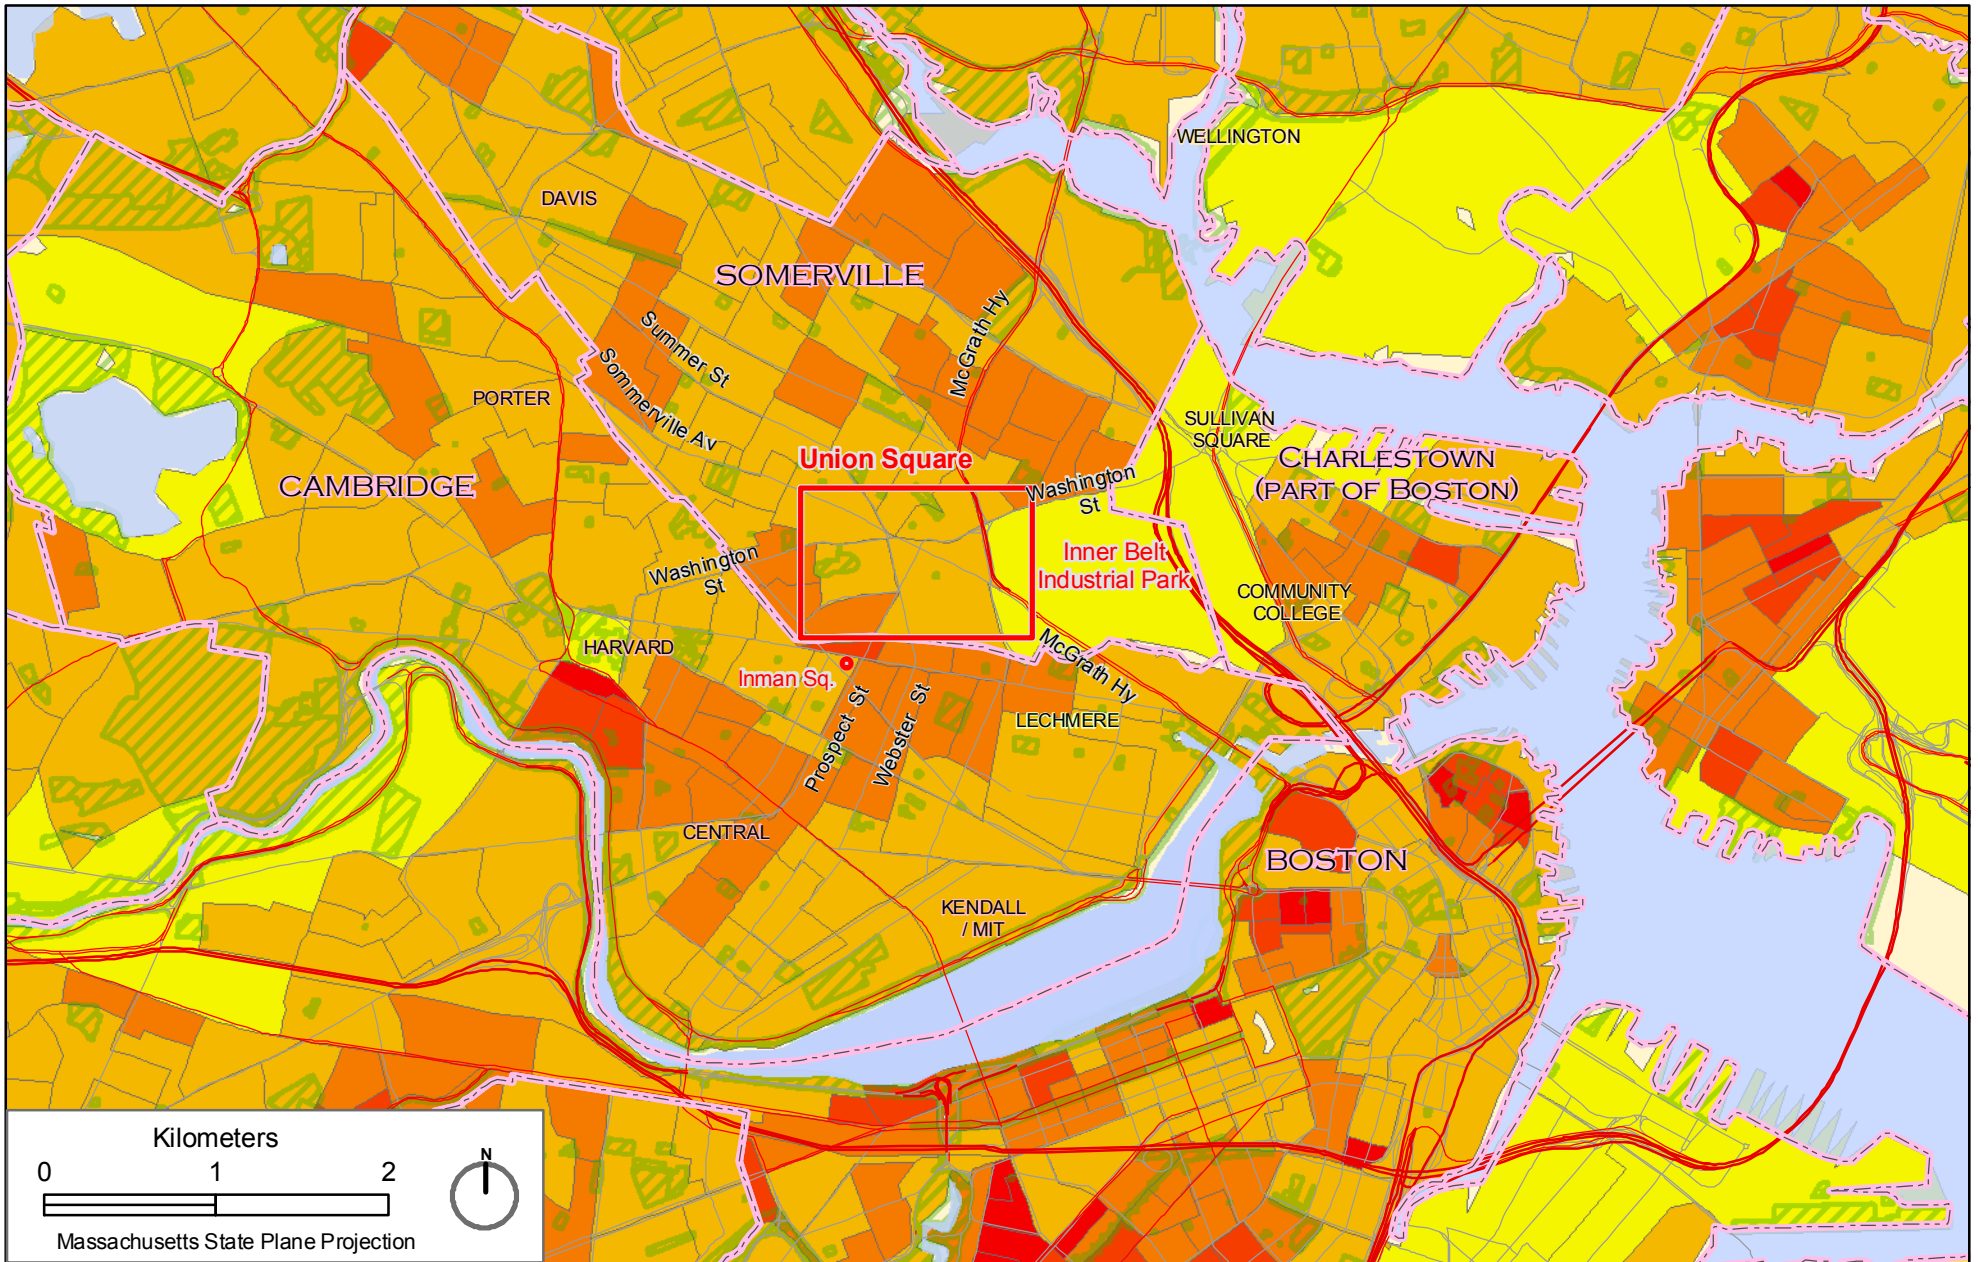 WELLINGTON
DAVIS
SOMERVILLE
McGrath Hy
Summer St
Sommerville Av
PORTER
SULLIVAN
SQUARE
CHARLESTOWN
(PART OF BOSTON)
Union Square
CAMBRIDGE
Washington
St
Inner Belt
Industrial Park
Washington
St
COMMUNITY
COLLEGE
HARVARD
McGrath Hy
Inman Sq.
Prospect St
Webster St
LECHMERE
CENTRAL
BOSTON
KENDALL
/ MIT
Kilometers
0 1 2
N
Massachusetts State Plane Projection